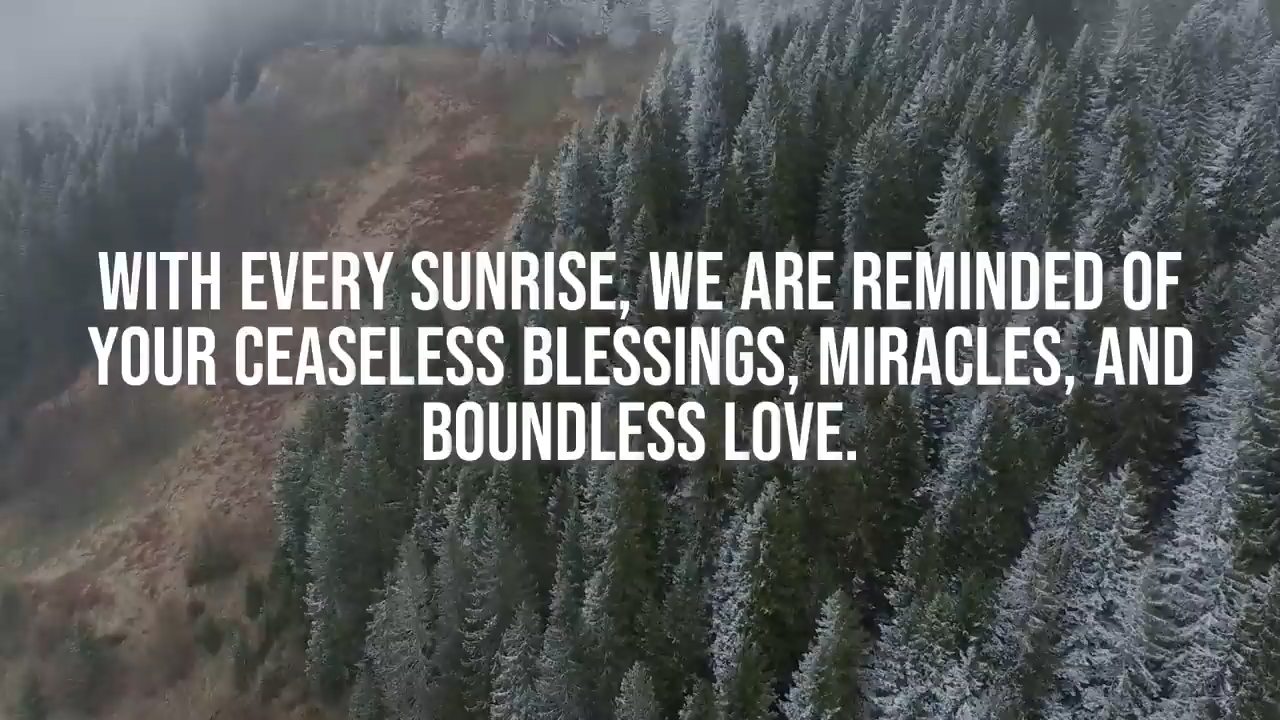 WITH EVERY SUNRISE, WE ARE REMINDED OF
YOUR CEASELESS BLESSINGS, MIRACLES, AND
BOUNDLESS LOVE.